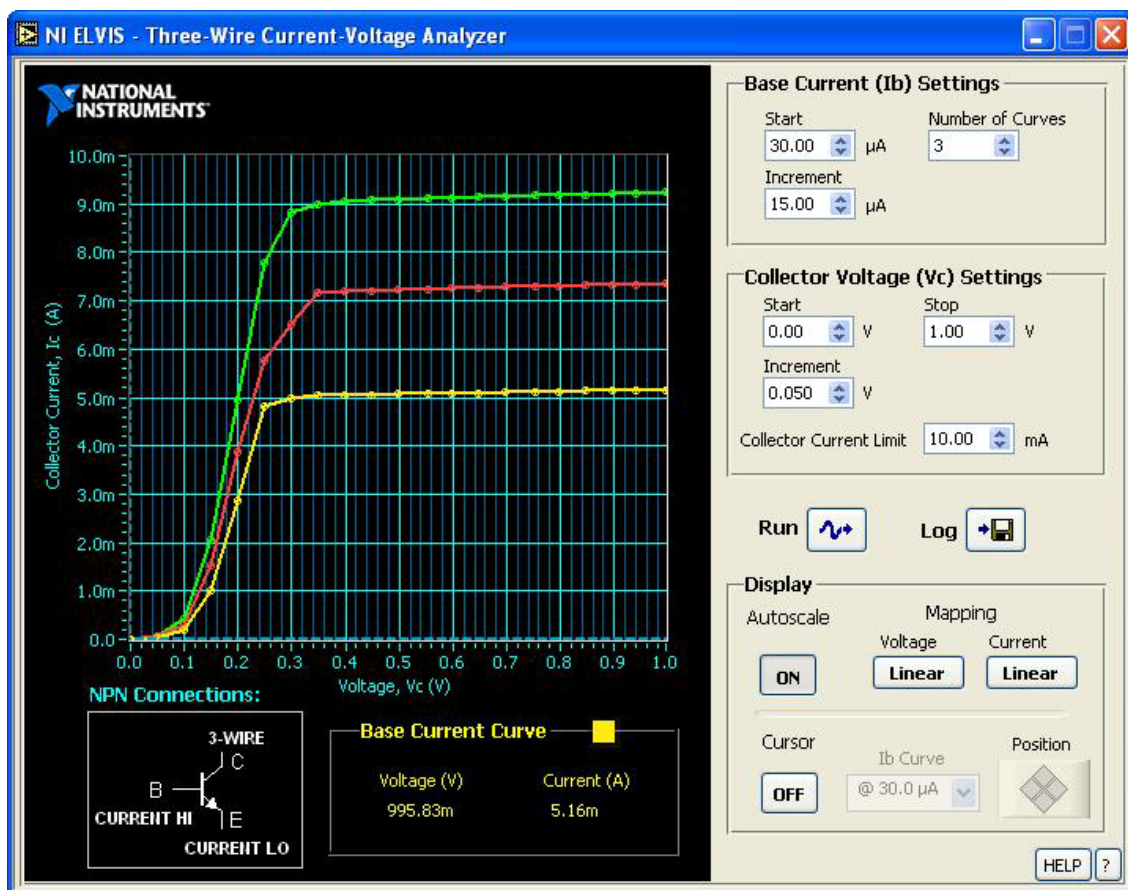 NI ELVIS - Three-Wire Current-Voltage Analyzer
NATIONAL
INSTRUMENTS
10.0m
9.0m
8.0m
7.0m
6.0m
5.0m
4.0m
3.0m
2.0m
1.0m
0.0
Collector Current, Ic (A)
0.0 0.1 0.2 0.3 0.4 0.5 0.6 0.7 0.8 0.9 1.0
Voltage, Vc (V)
NPN Connections:
3-WIRE
C
B
CURRENT HI
E
CURRENT LO
Base Current Curve
Voltage (V) Current (A)
995.83m 5.16m
Base Current (Ib) Settings
Start Number of Curves
30.00 µA 3
Increment
15.00 µA
Collector Voltage (Vc) Settings
Start Stop
0.00 V 1.00 V
Increment
0.050 V
Collector Current Limit 10.00 mA
Run Log
Display
Autoscale Mapping
Voltage Current
ON Linear Linear
Cursor Ib Curve Position
OFF @ 30.0 µA
HELP ?